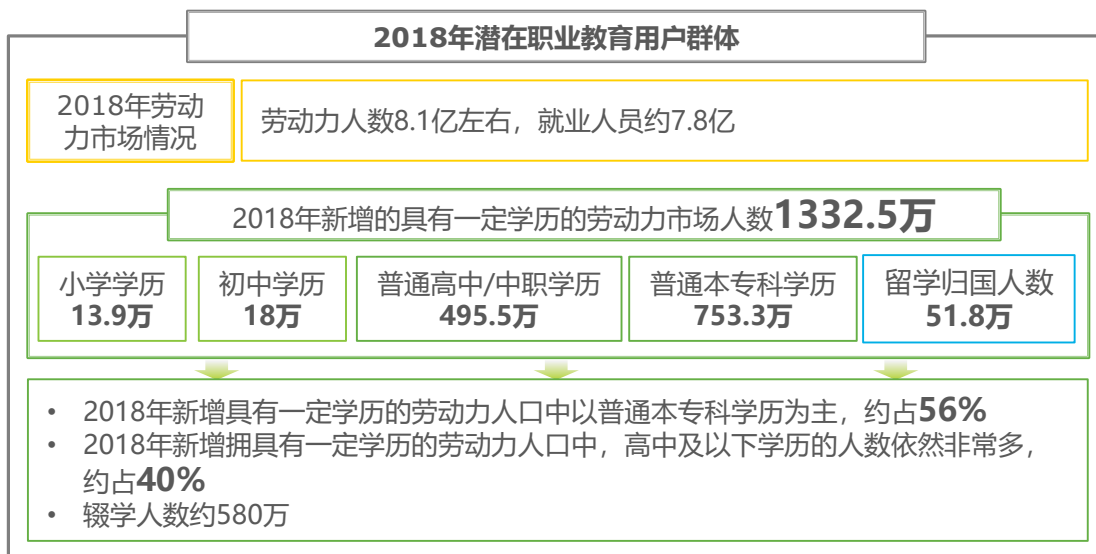 2018年潜在职业教育用户群体
2018年劳动
力市场情况
劳动力人数8.1亿左右，就业人员约7.8亿
2018年新增的具有一定学历的劳动力市场人数1332.5万
小学学历
13.9万
初中学历
18万
普通高中/中职学历
495.5万
普通本专科学历
753.3万
留学归国人数
51.8万
• 2018年新增具有一定学历的劳动力人口中以普通本专科学历为主，约占56%
• 2018年新增拥具有一定学历的劳动力人口中，高中及以下学历的人数依然非常多，
约占40%
• 辍学人数约580万